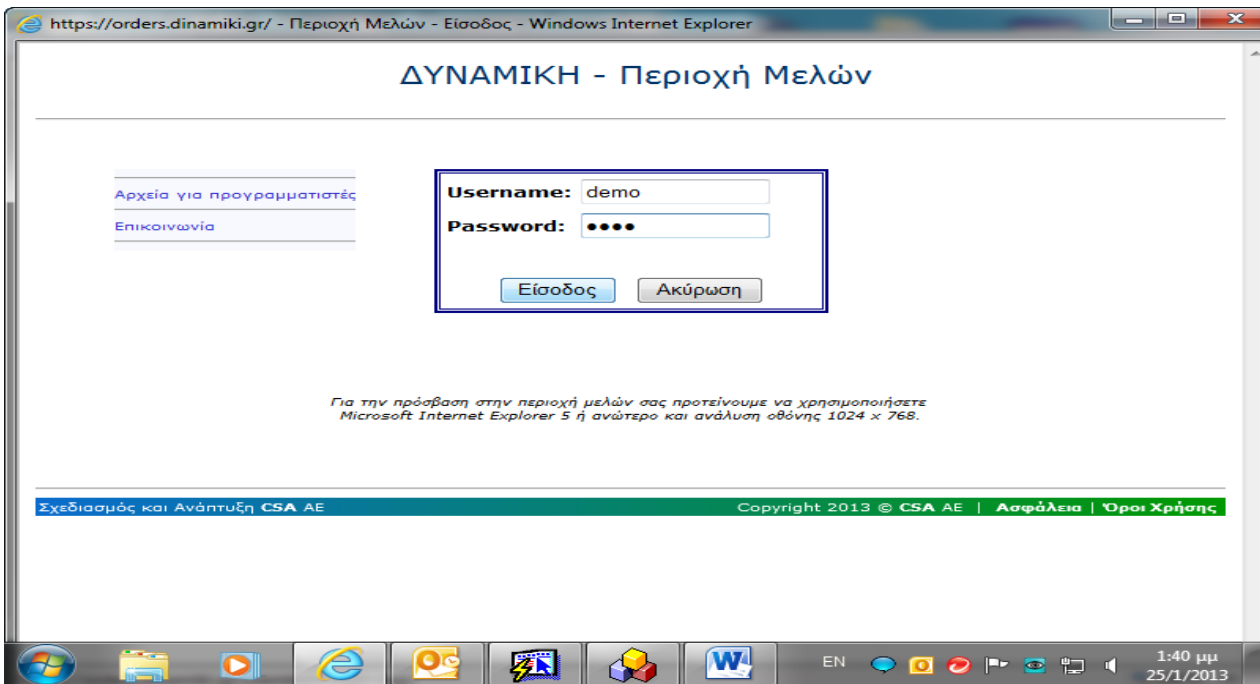 https://orders.dinamiki.gr/ - Περιοχή Μελών - Είσοδος - Windows Internet Explorer
ΔΥΝΑΜΙΚΗ - Περιοχή Μελών
Αρχεία για προγραμματιστές
Επικοινωνία
Username: demo
Password: ••••
Είσοδος Ακύρωση
Για την πρόσβαση στην περιοχή μελών σας προτείνουμε να χρησιμοποιήσετε
Microsoft Internet Explorer 5 ή ανώτερο και ανάλυση οθόνης 1024 x 768.
Σχεδιασμός και Ανάπτυξη CSA ΑΕ Copyright 2013 © CSA ΑΕ | Ασφάλεια | Όροι Χρήσης
EN 1:40 μμ
25/1/2013